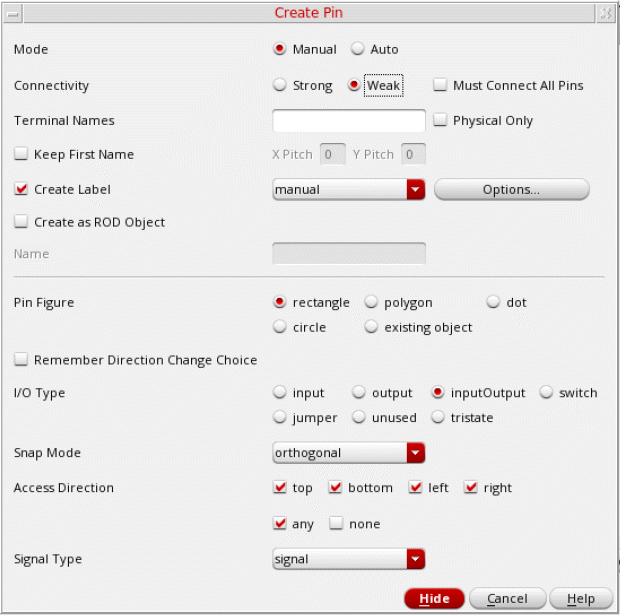 Create Pin
Mode Manual Auto
Connectivity Strong Weak Must Connect All Pins
Terminal Names Physical Only
Keep First Name X Pitch 0 Y Pitch 0
Create Label manual Options...
Create as ROD Object
Name
Pin Figure rectangle polygon dot
circle existing object
Remember Direction Change Choice
I/O Type input output inputOutput switch
jumper unused tristate
Snap Mode orthogonal
Access Direction top bottom left right
any none
Signal Type signal
Hide Cancel Help